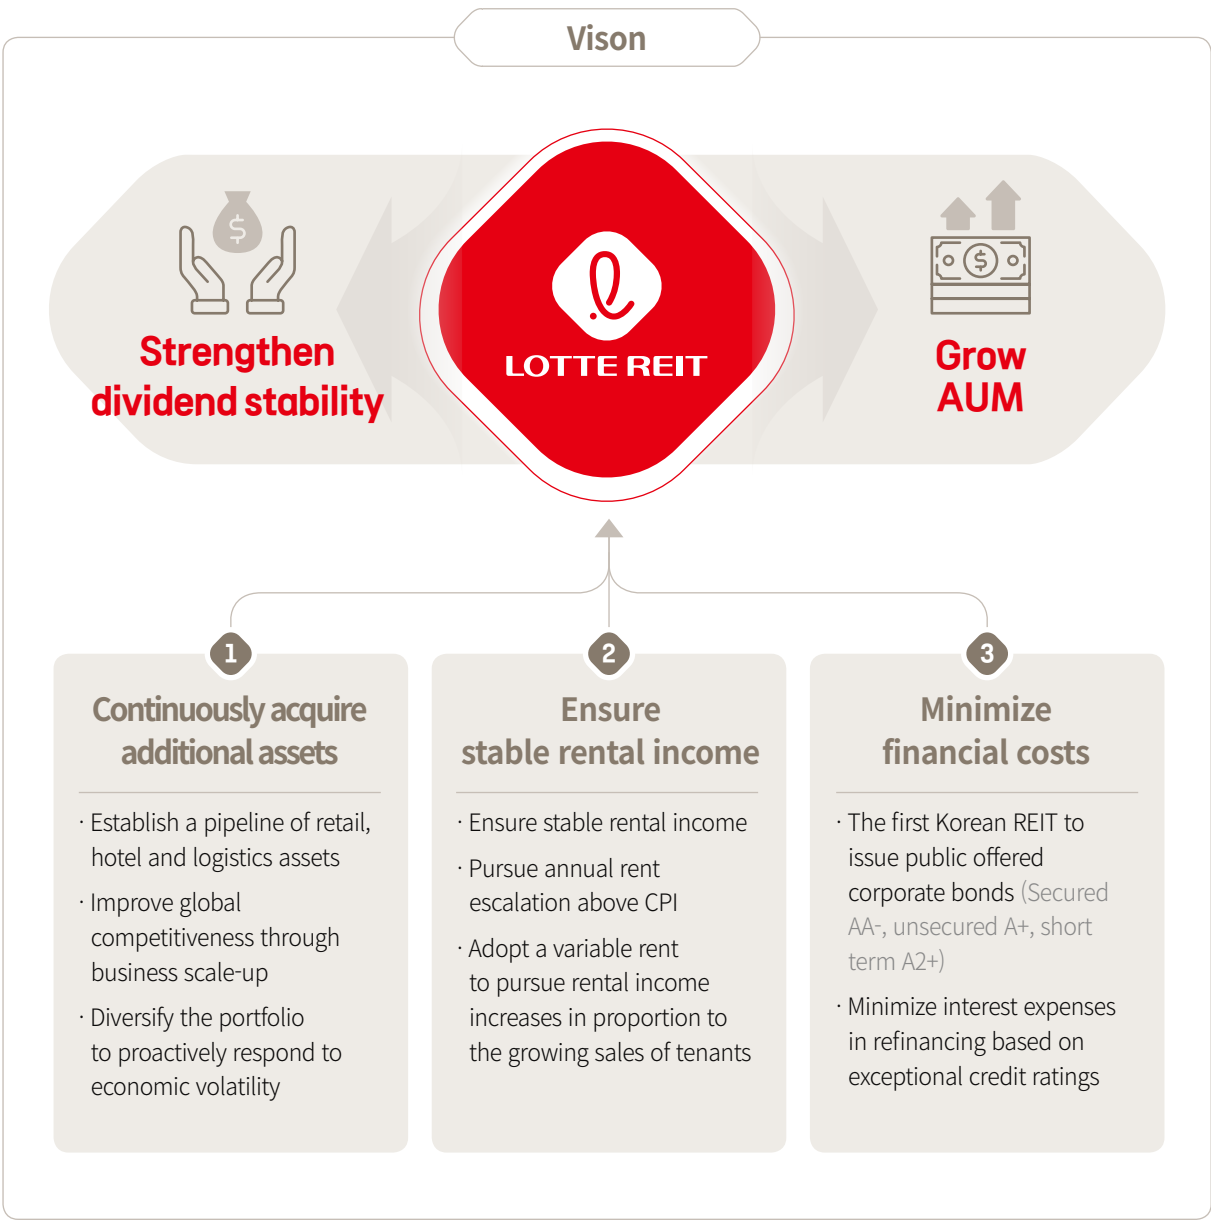 Vison
$
$
LOTTE REIT
Strengthen
dividend stability
Grow
AUM
1
Continuously acquire
additional assets
· Establish a pipeline of retail,
hotel and logistics assets
· Improve global
competitiveness through
business scale-up
· Diversify the portfolio
to proactively respond to
economic volatility
2
Ensure
stable rental income
· Ensure stable rental income
· Pursue annual rent
escalation above CPI
· Adopt a variable rent
to pursue rental income
increases in proportion to
the growing sales of tenants
3
Minimize
financial costs
· The first Korean REIT to
issue public offered
corporate bonds (Secured
AA-, unsecured A+, short
term A2+)
· Minimize interest expenses
in refinancing based on
exceptional credit ratings